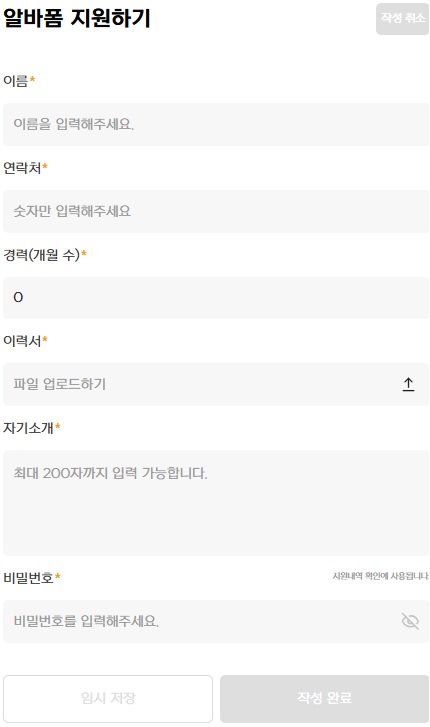 알바폼 지원하기
작성 취소
이름*
이름을 입력해주세요.
연락처*
숫자만 입력해주세요
경력(개월 수)*
0
이력서*
파일 업로드하기
자기소개*
최대 200자까지 입력 가능합니다.
비밀번호*
지원내역 확인에 사용됩니다
비밀번호를 입력해주세요.
임시 저장
작성 완료